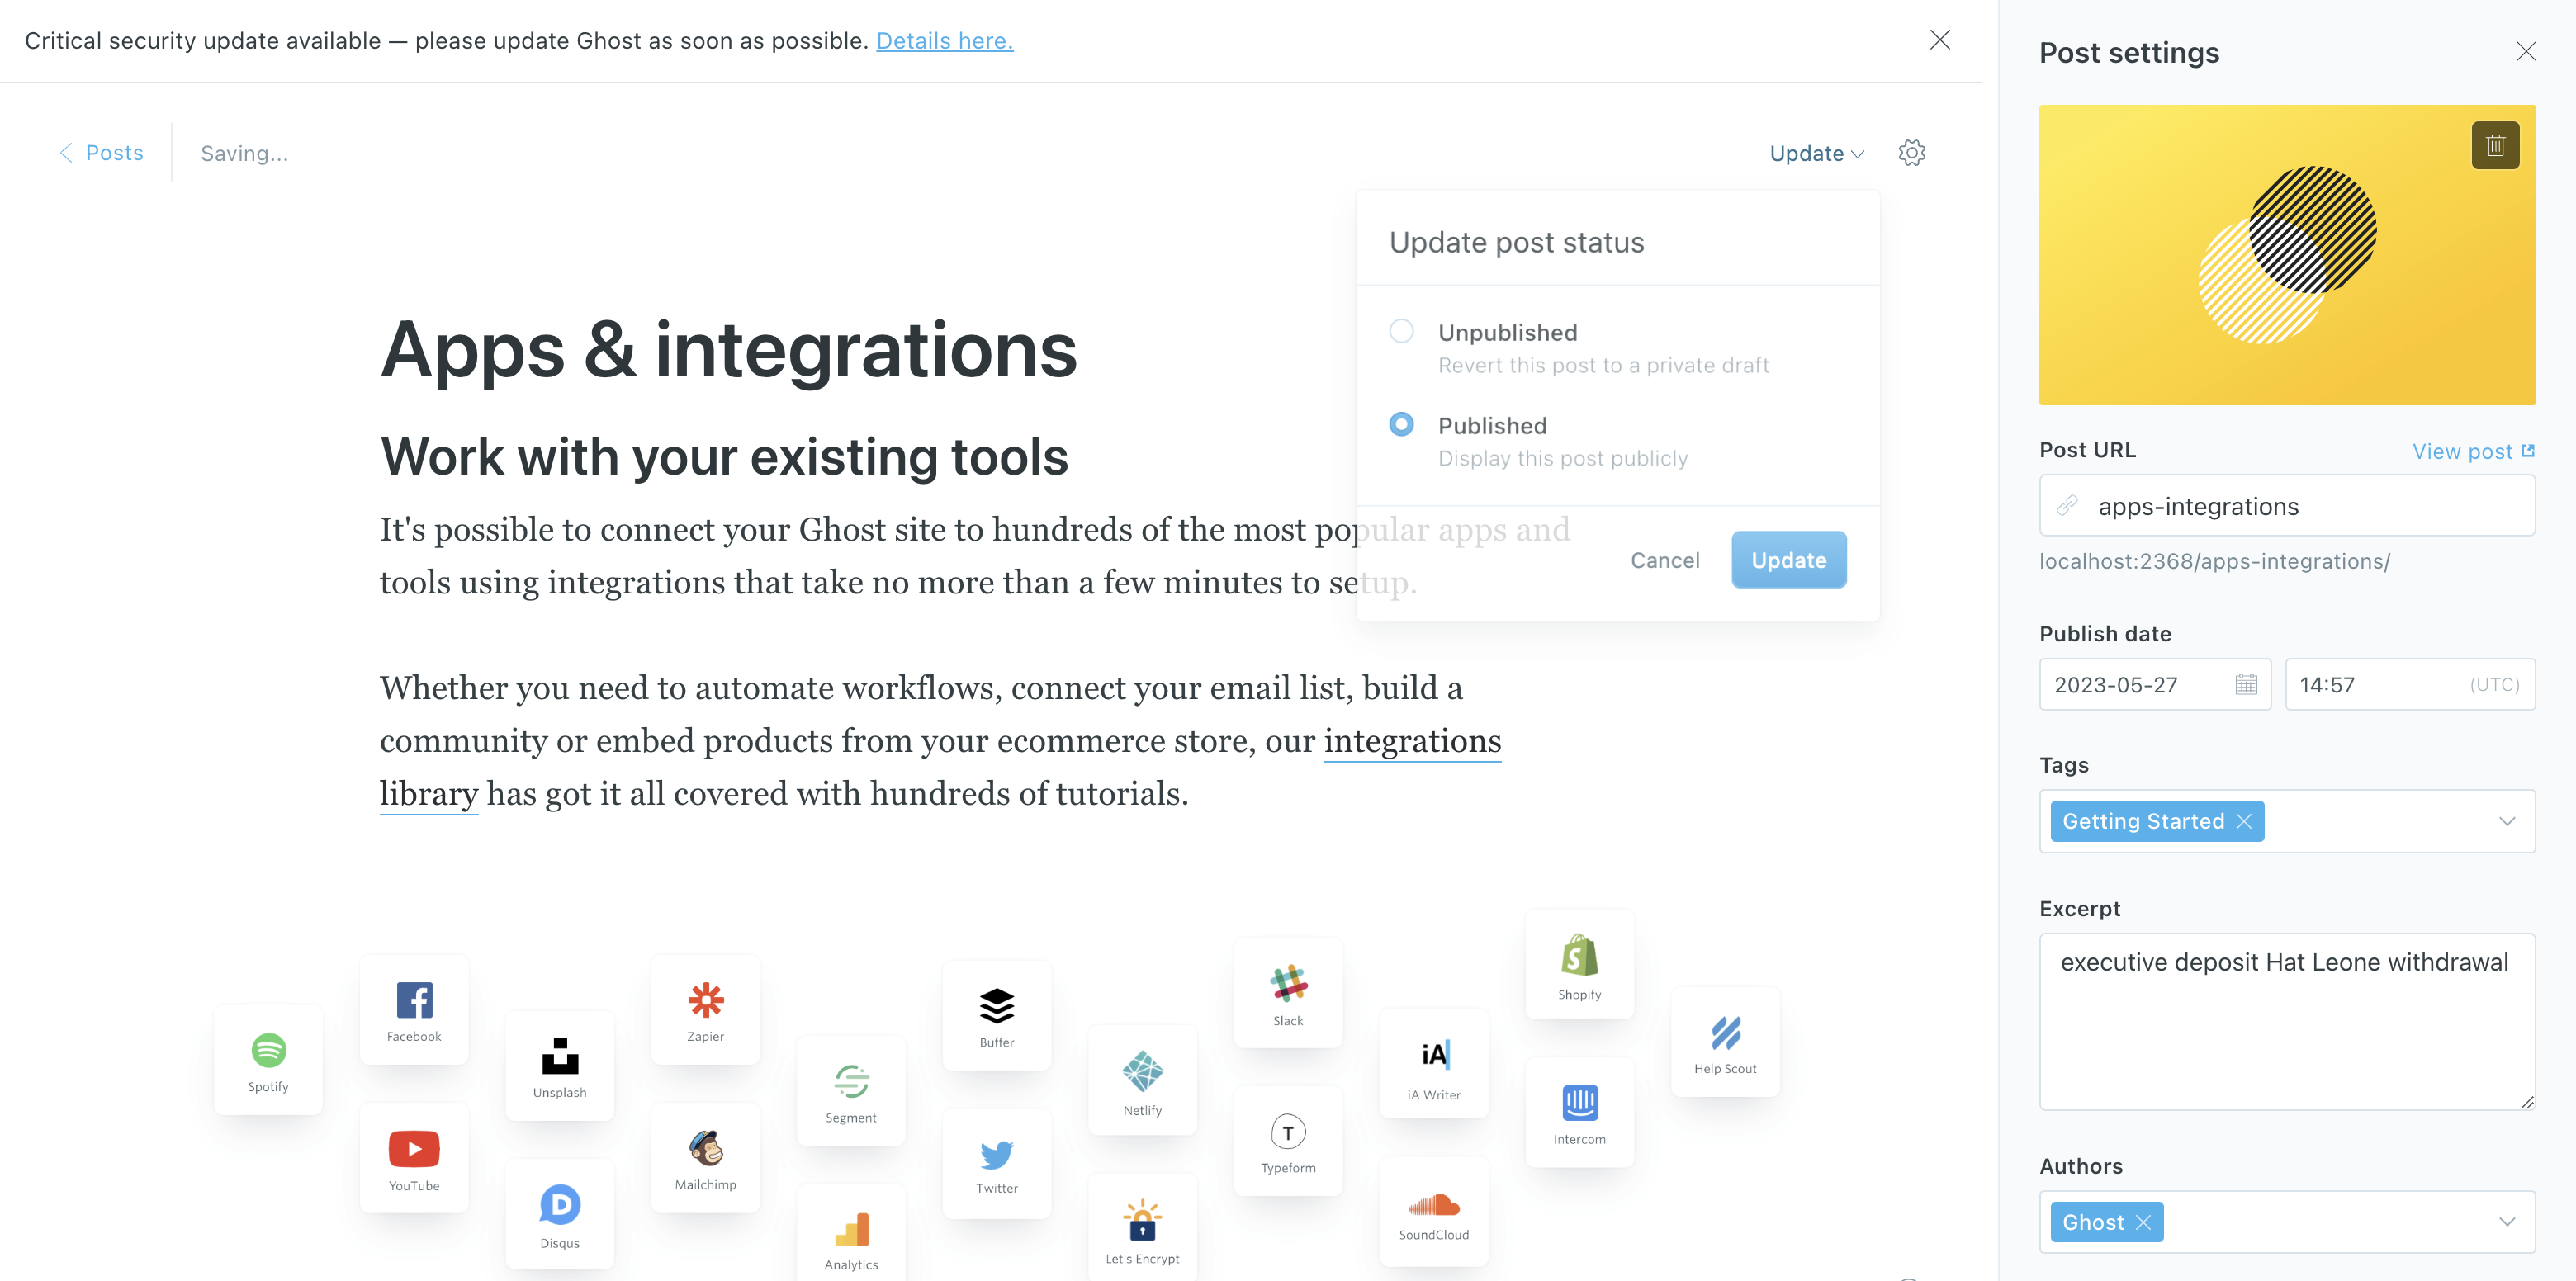 Critical security update available — please update Ghost as soon as possible. Details here.
Posts
Saving...
Update
Update post status
Unpublished
Revert this post to a private draft
Published
Display this post publicly
Cancel
Update
Apps & integrations
Work with your existing tools
It's possible to connect your Ghost site to hundreds of the most popular apps and
tools using integrations that take no more than a few minutes to setup.
Whether you need to automate workflows, connect your email list, build a
community or embed products from your ecommerce store, our integrations
library has got it all covered with hundreds of tutorials.
Spotify
Facebook
YouTube
Unsplash
D
Disqus
Zapier
Mailchimp
Segment
Analytics
Buffer
Twitter
Netlify
Let's Encrypt
Slack
T
Typeform
iA
iA Writer
SoundCloud
S
Shopify
Intercom
Help Scout
Post settings
Post URL
View post
apps-integrations
localhost:2368/apps-integrations/
Publish date
2023-05-27
14:57
(UTC)
Tags
Getting Started
Excerpt
executive deposit Hat Leone withdrawal
Authors
Ghost